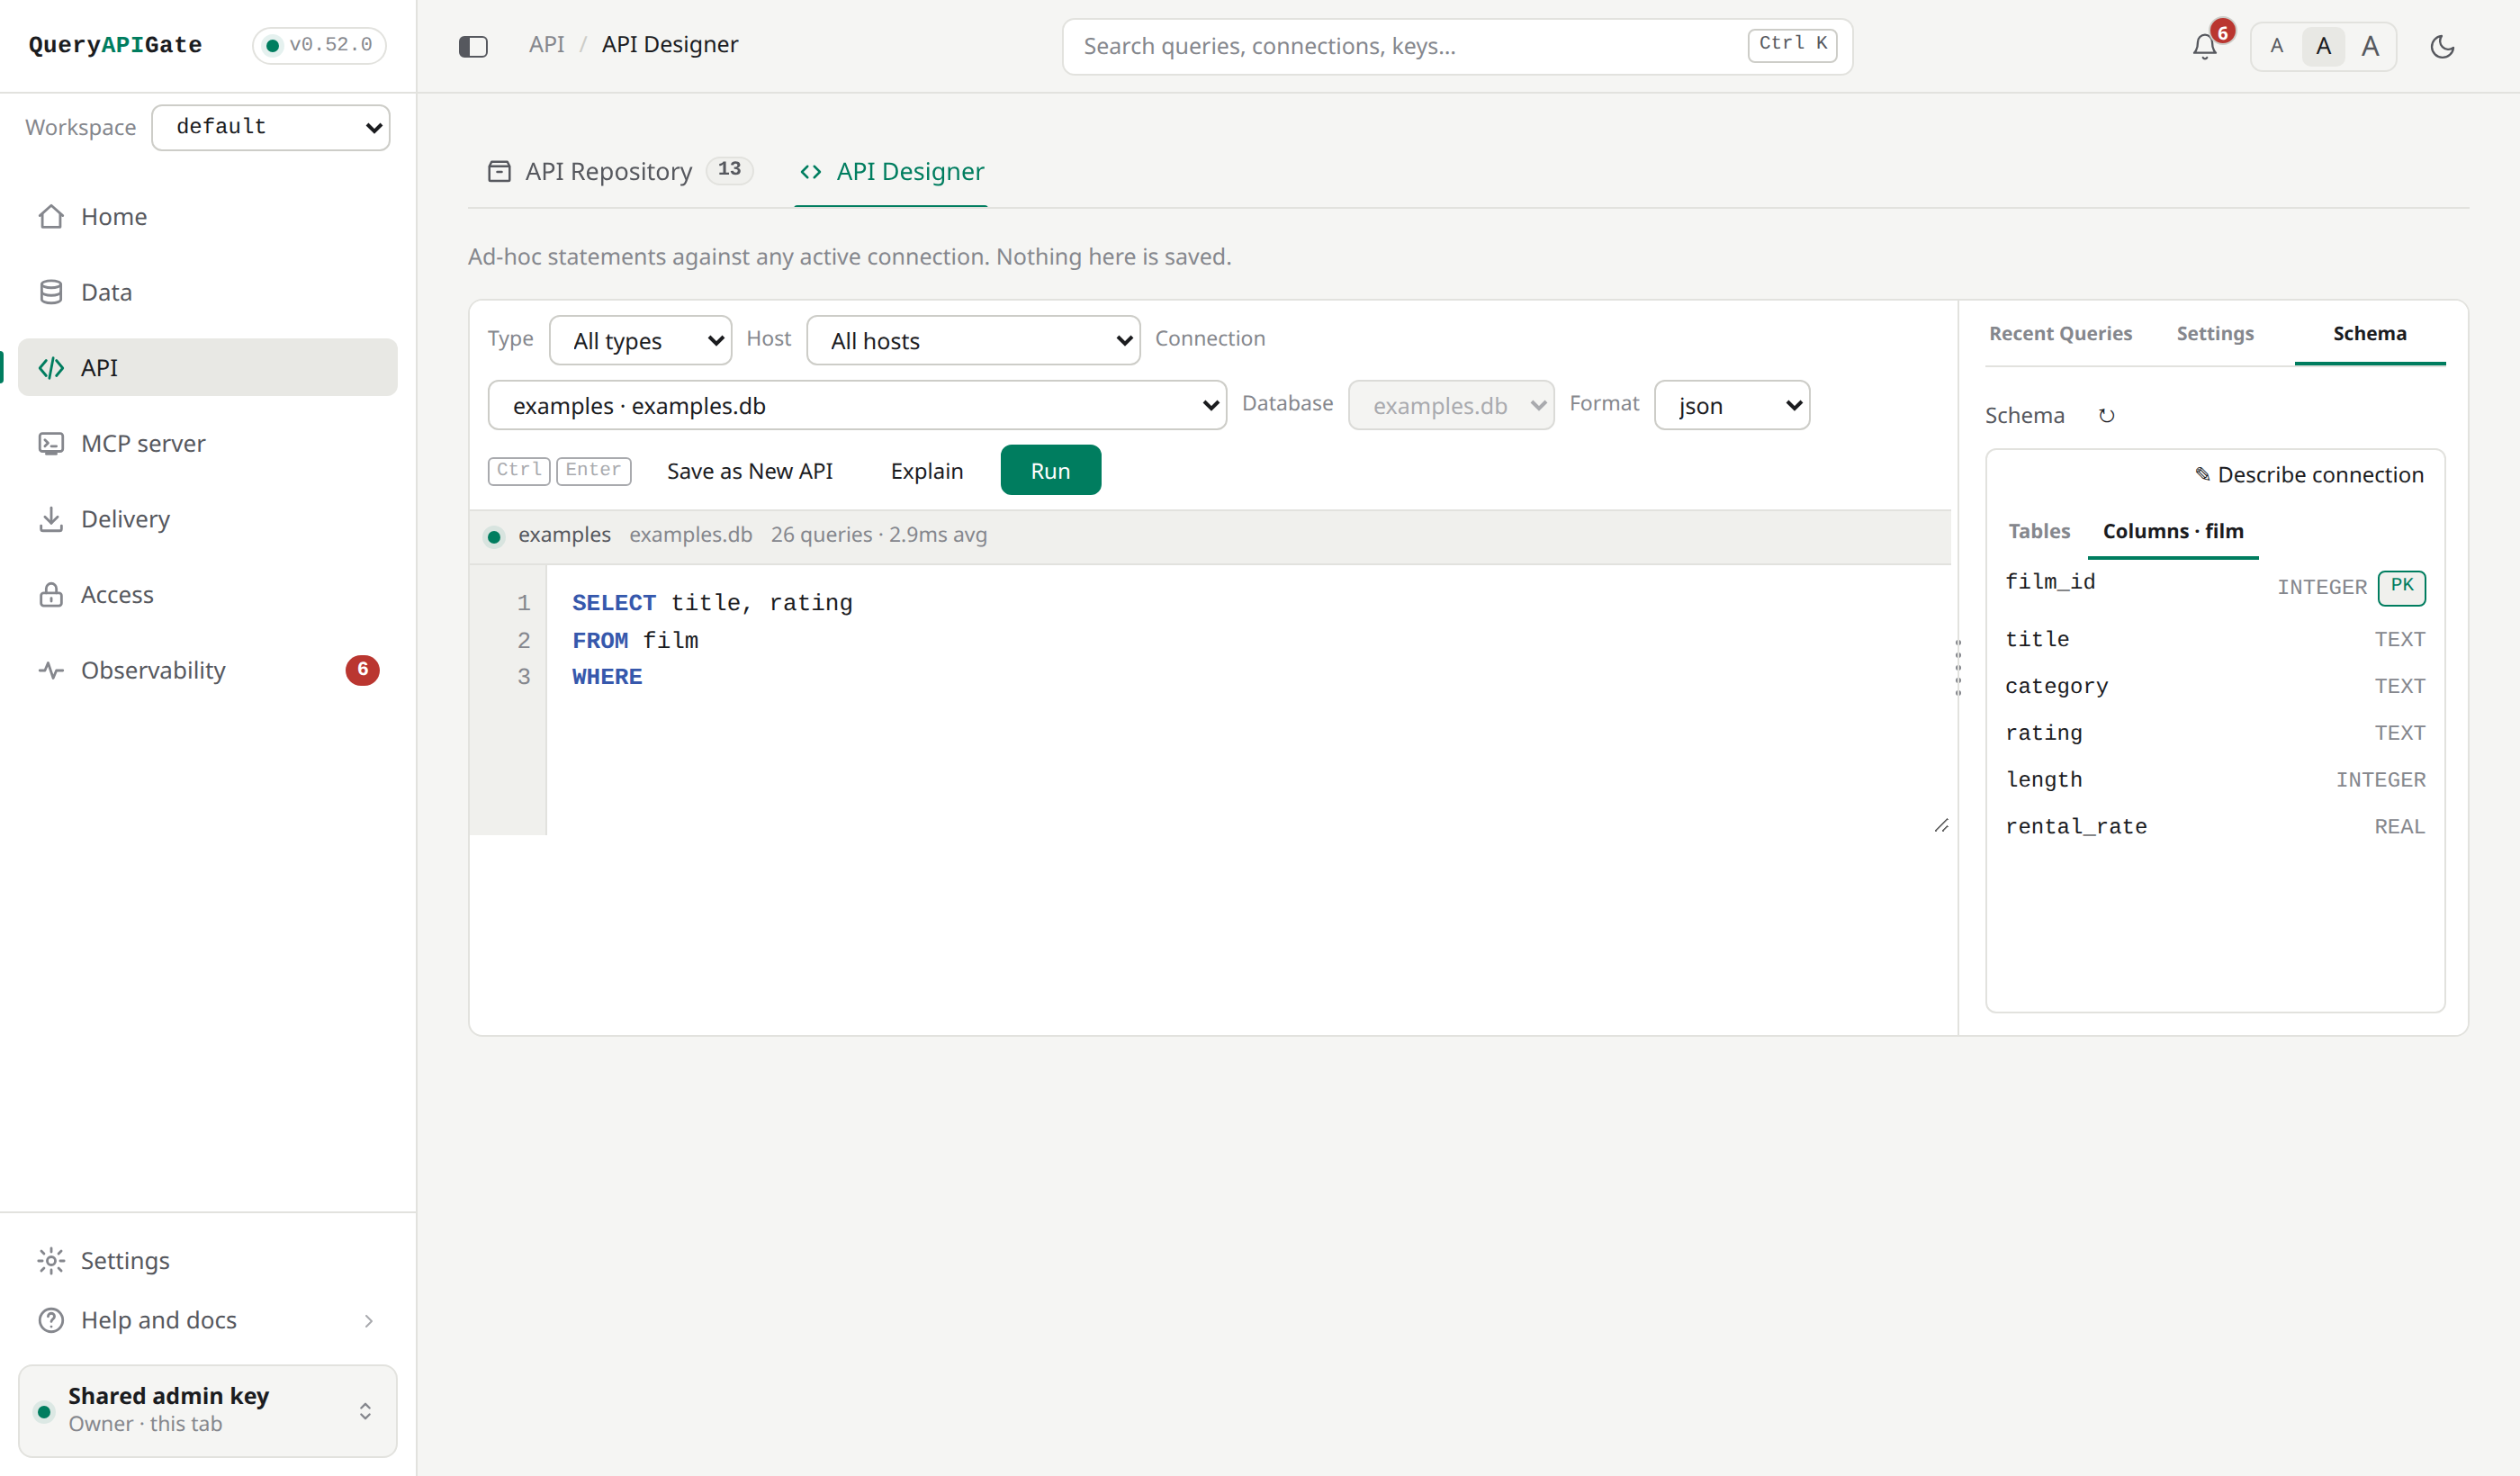 QueryAPIGate v0.52.0
API / API Designer
Search queries, connections, keys... Ctrl K
6
A A A
Workspace default
Home
Data
API
MCP server
Delivery
Access
Observability 6
Settings
Help and docs
Shared admin key
Owner · this tab
API Repository 13 API Designer
Ad-hoc statements against any active connection. Nothing here is saved.
Type All types Host All hosts Connection
examples · examples.db Database examples.db Format json
Ctrl Enter Save as New API Explain Run
examples examples.db 26 queries · 2.9ms avg
1 SELECT title, rating
2 FROM film
3 WHERE
Recent Queries Settings Schema
Schema
Describe connection
Tables Columns · film
film_id INTEGER PK
title TEXT
category TEXT
rating TEXT
length INTEGER
rental_rate REAL